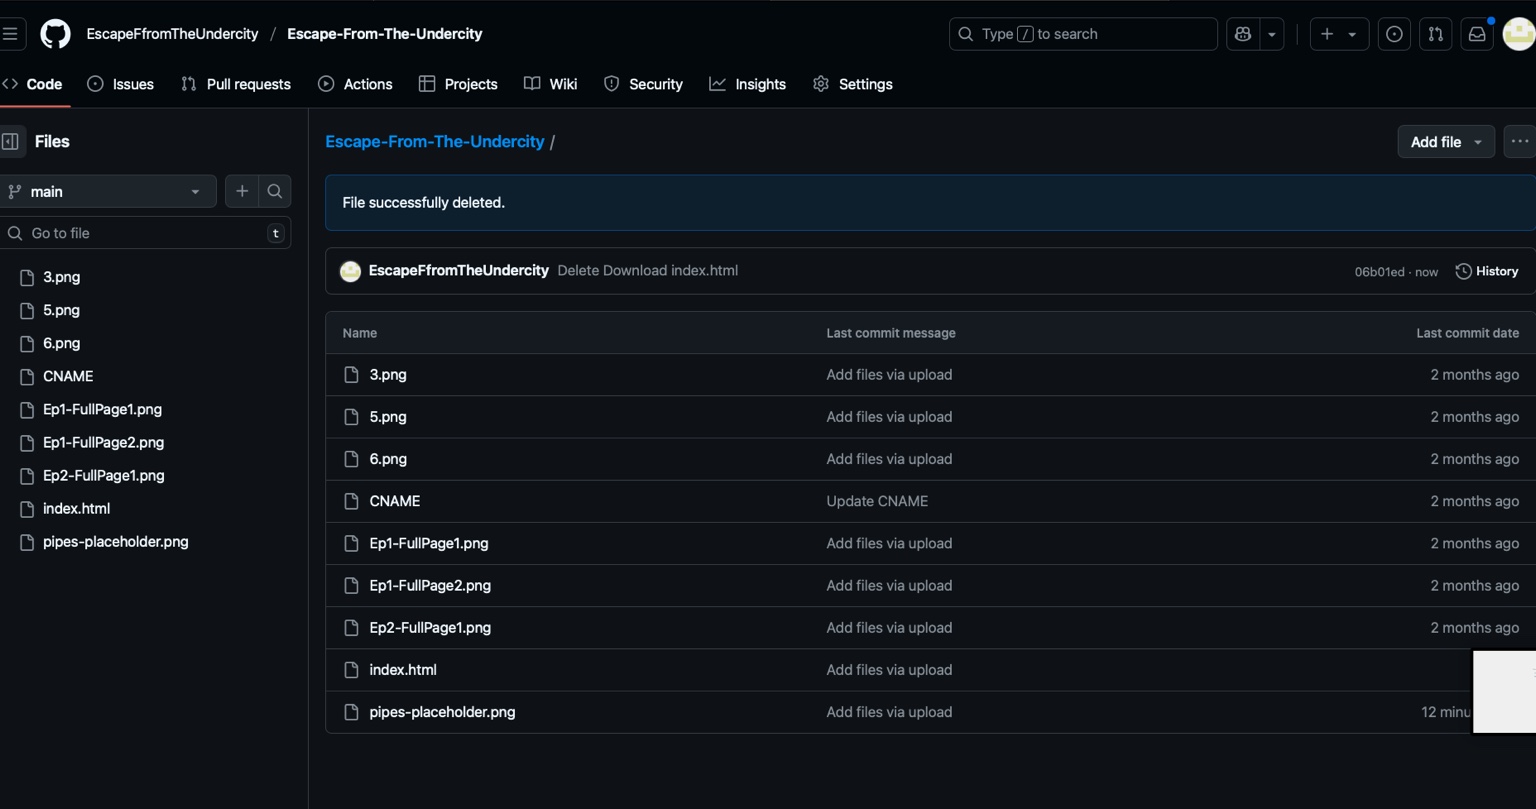 EscapeFfromTheUndercity / Escape-From-The-Undercity
Type / to search
Code Issues Pull requests Actions Projects Wiki Security Insights Settings
Files
main
Go to file t
3.png
5.png
6.png
CNAME
Ep1-FullPage1.png
Ep1-FullPage2.png
Ep2-FullPage1.png
index.html
pipes-placeholder.png
Escape-From-The-Undercity /
Add file
File successfully deleted.
EscapeFfromTheUndercity Delete Download index.html 06b01ed · now History
Name Last commit message Last commit date
3.png Add files via upload 2 months ago
5.png Add files via upload 2 months ago
6.png Add files via upload 2 months ago
CNAME Update CNAME 2 months ago
Ep1-FullPage1.png Add files via upload 2 months ago
Ep1-FullPage2.png Add files via upload 2 months ago
Ep2-FullPage1.png Add files via upload 2 months ago
index.html Add files via upload
pipes-placeholder.png Add files via upload 12 minu